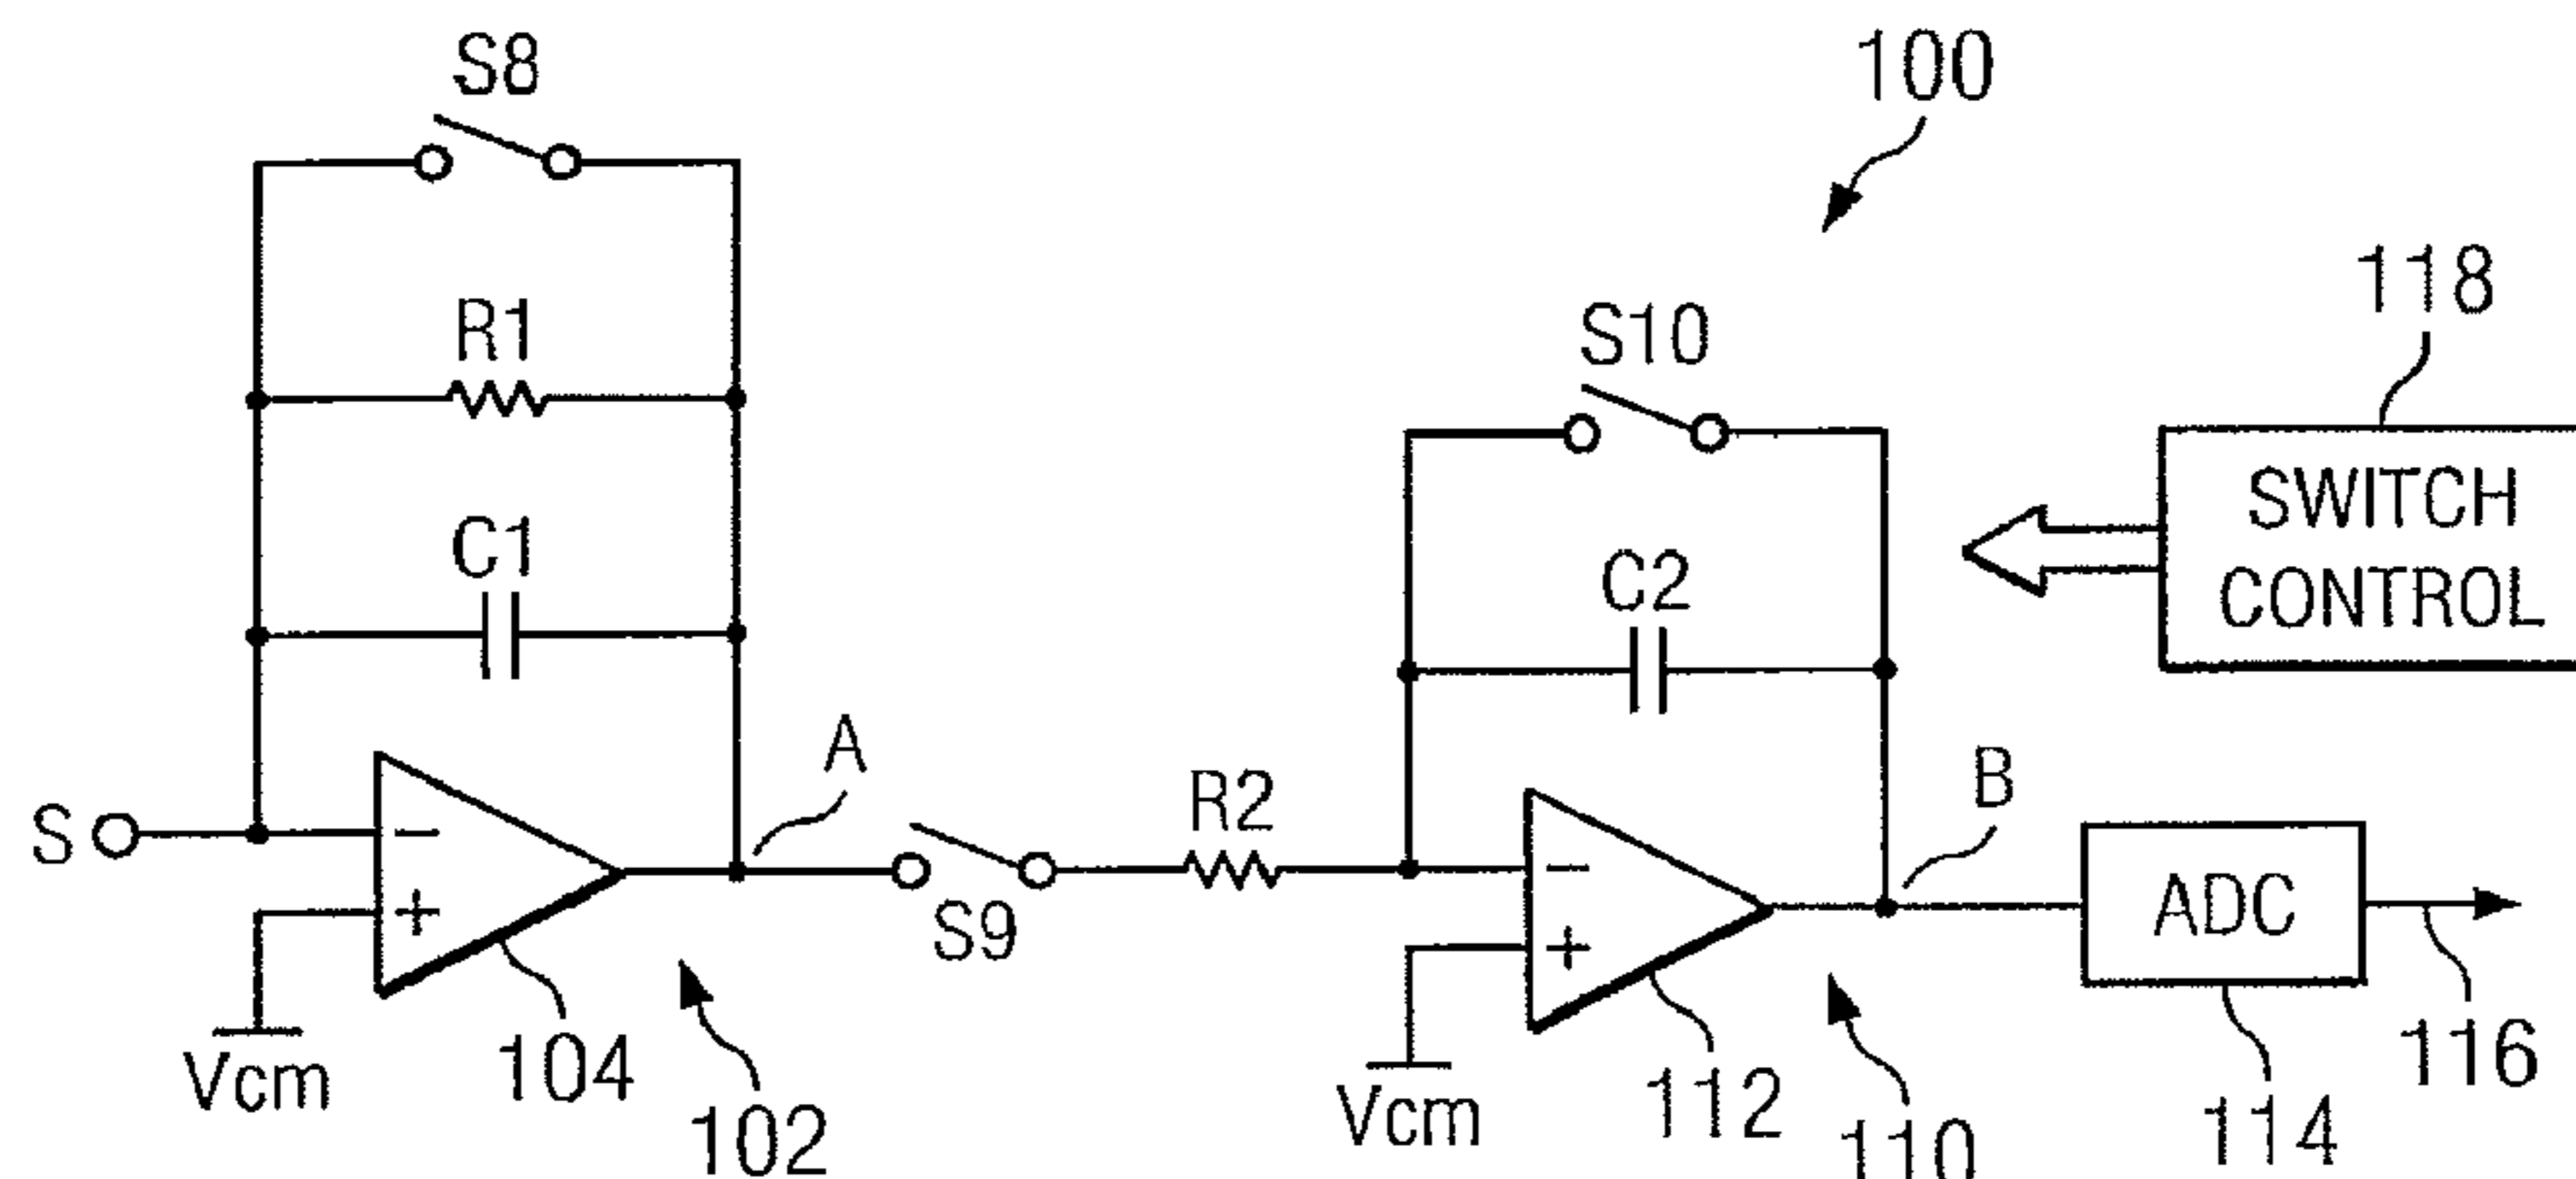 S8
100
R1
118
S10
SWITCH
CONTROL
C1
C2
A
B
S
R2
−
−
ADC
+
S9
+
Vcm
104
102
Vcm
112
110
114
116